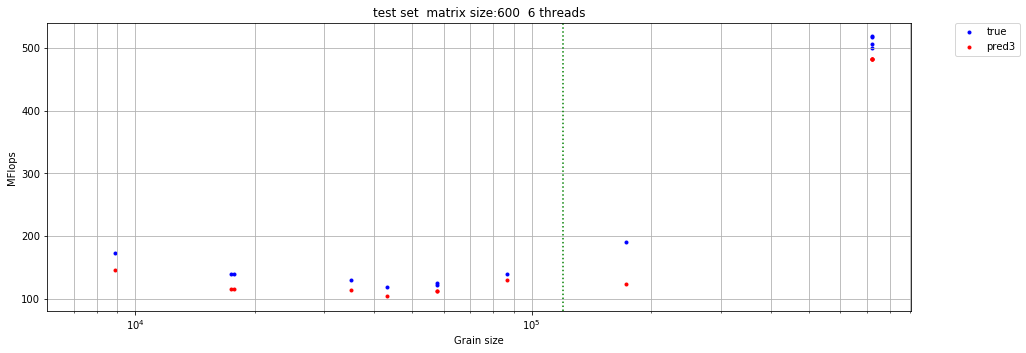 test set  matrix size:600  6 threads
true
pred3
500
400
300
200
100
MFlops
10^4
10^5
Grain size